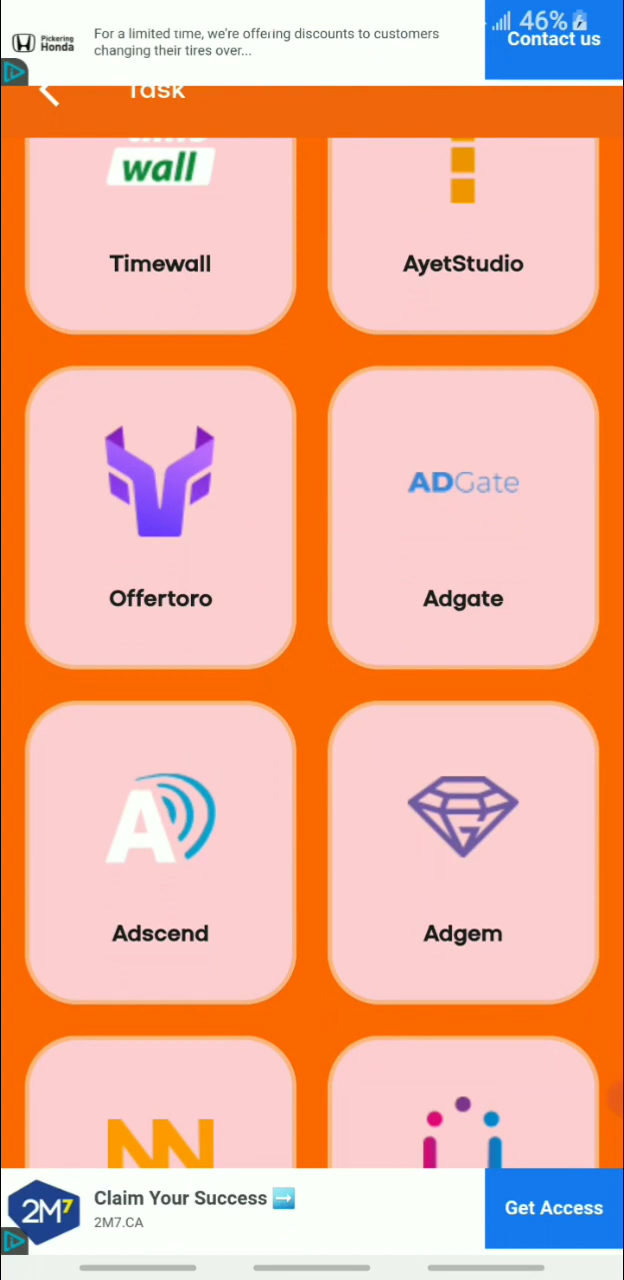 Pickering
Honda
For a limited time, we're offering discounts to customers
changing their tires over...
46%
Contact us
Task
wall
Timewall
AyetStudio
Offertoro
ADGate
Adgate
A
Adscend
Adgem
2M7
Claim Your Success
2M7.CA
Get Access